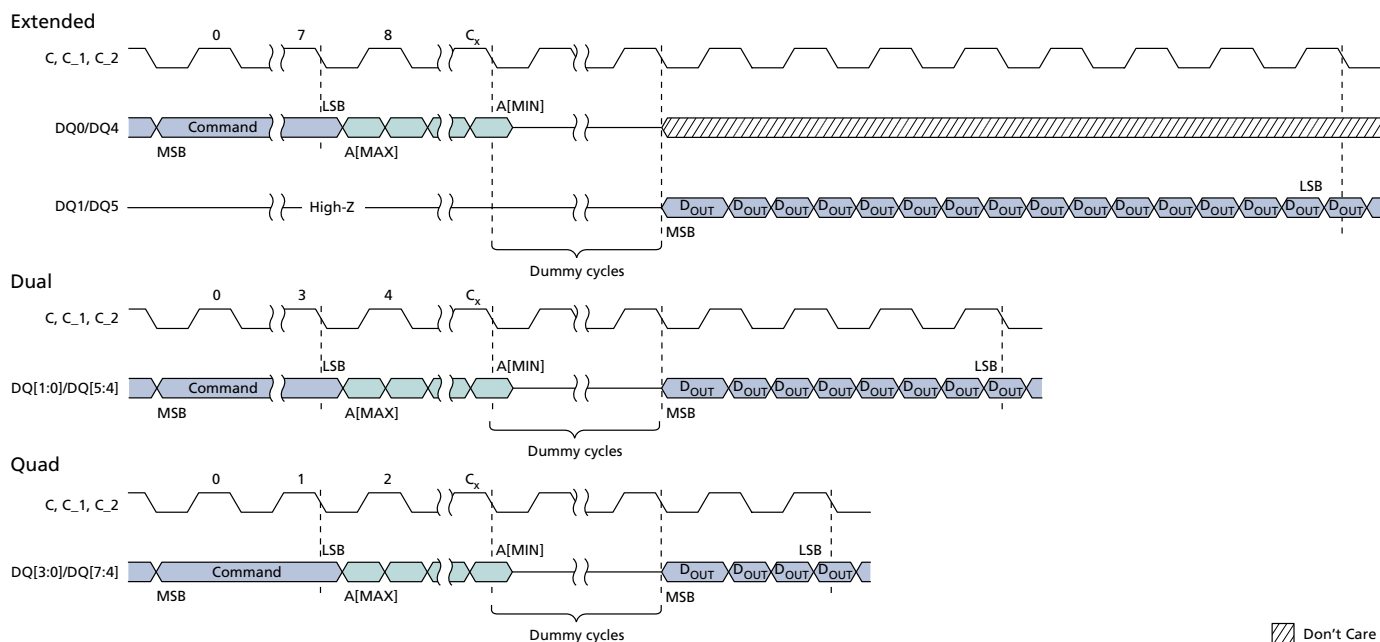 Extended
0 7 8 Cx
C, C_1, C_2
LSB A[MIN]
DQ0/DQ4 Command
MSB A[MAX]
LSB
DQ1/DQ5 High-Z DOUT DOUT DOUT DOUT DOUT DOUT DOUT DOUT DOUT DOUT DOUT DOUT DOUT DOUT DOUT DOUT
MSB
Dummy cycles
Dual
0 3 4 Cx
C, C_1, C_2
LSB A[MIN] LSB
DQ[1:0]/DQ[5:4] Command DOUT DOUT DOUT DOUT DOUT DOUT DOUT DOUT
MSB A[MAX] MSB
Dummy cycles
Quad
0 1 2 Cx
C, C_1, C_2
LSB A[MIN] LSB
DQ[3:0]/DQ[7:4] Command DOUT DOUT DOUT DOUT
MSB A[MAX] MSB
Dummy cycles
Don't Care